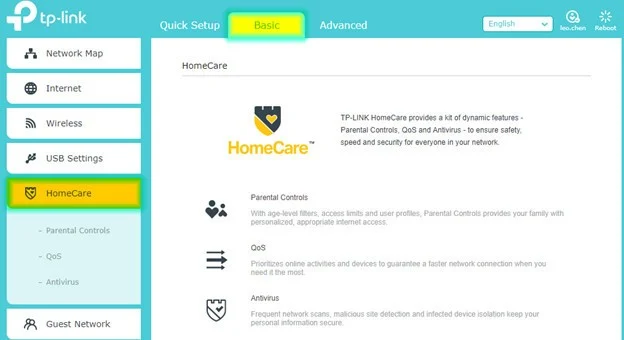 tp-link
Quick Setup
Basic
Advanced
English
leo.chen
Reboot
Network Map
Internet
Wireless
USB Settings
HomeCare
- Parental Controls
- QoS
- Antivirus
Guest Network
HomeCare
HomeCare™
TP-LINK HomeCare provides a kit of dynamic features -
Parental Controls, QoS and Antivirus - to ensure safety,
speed and security for everyone in your network.
Parental Controls
With age-level filters, access limits and user profiles, Parental Controls provides your family with
personalized, appropriate internet access.
QoS
Prioritizes online activities and devices to guarantee a faster network connection when you
need it the most.
Antivirus
Frequent network scans, malicious site detection and infected device isolation keep your
personal information secure.